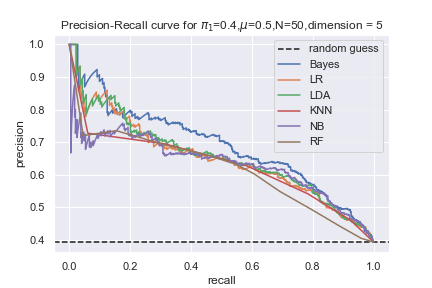 Precision-Recall curve for π₁=0.4,μ=0.5,N=50,dimension = 5
precision
1.0
0.9
0.8
0.7
0.6
0.5
0.4
random guess
Bayes
LR
LDA
KNN
NB
RF
0.0 0.2 0.4 0.6 0.8 1.0
recall